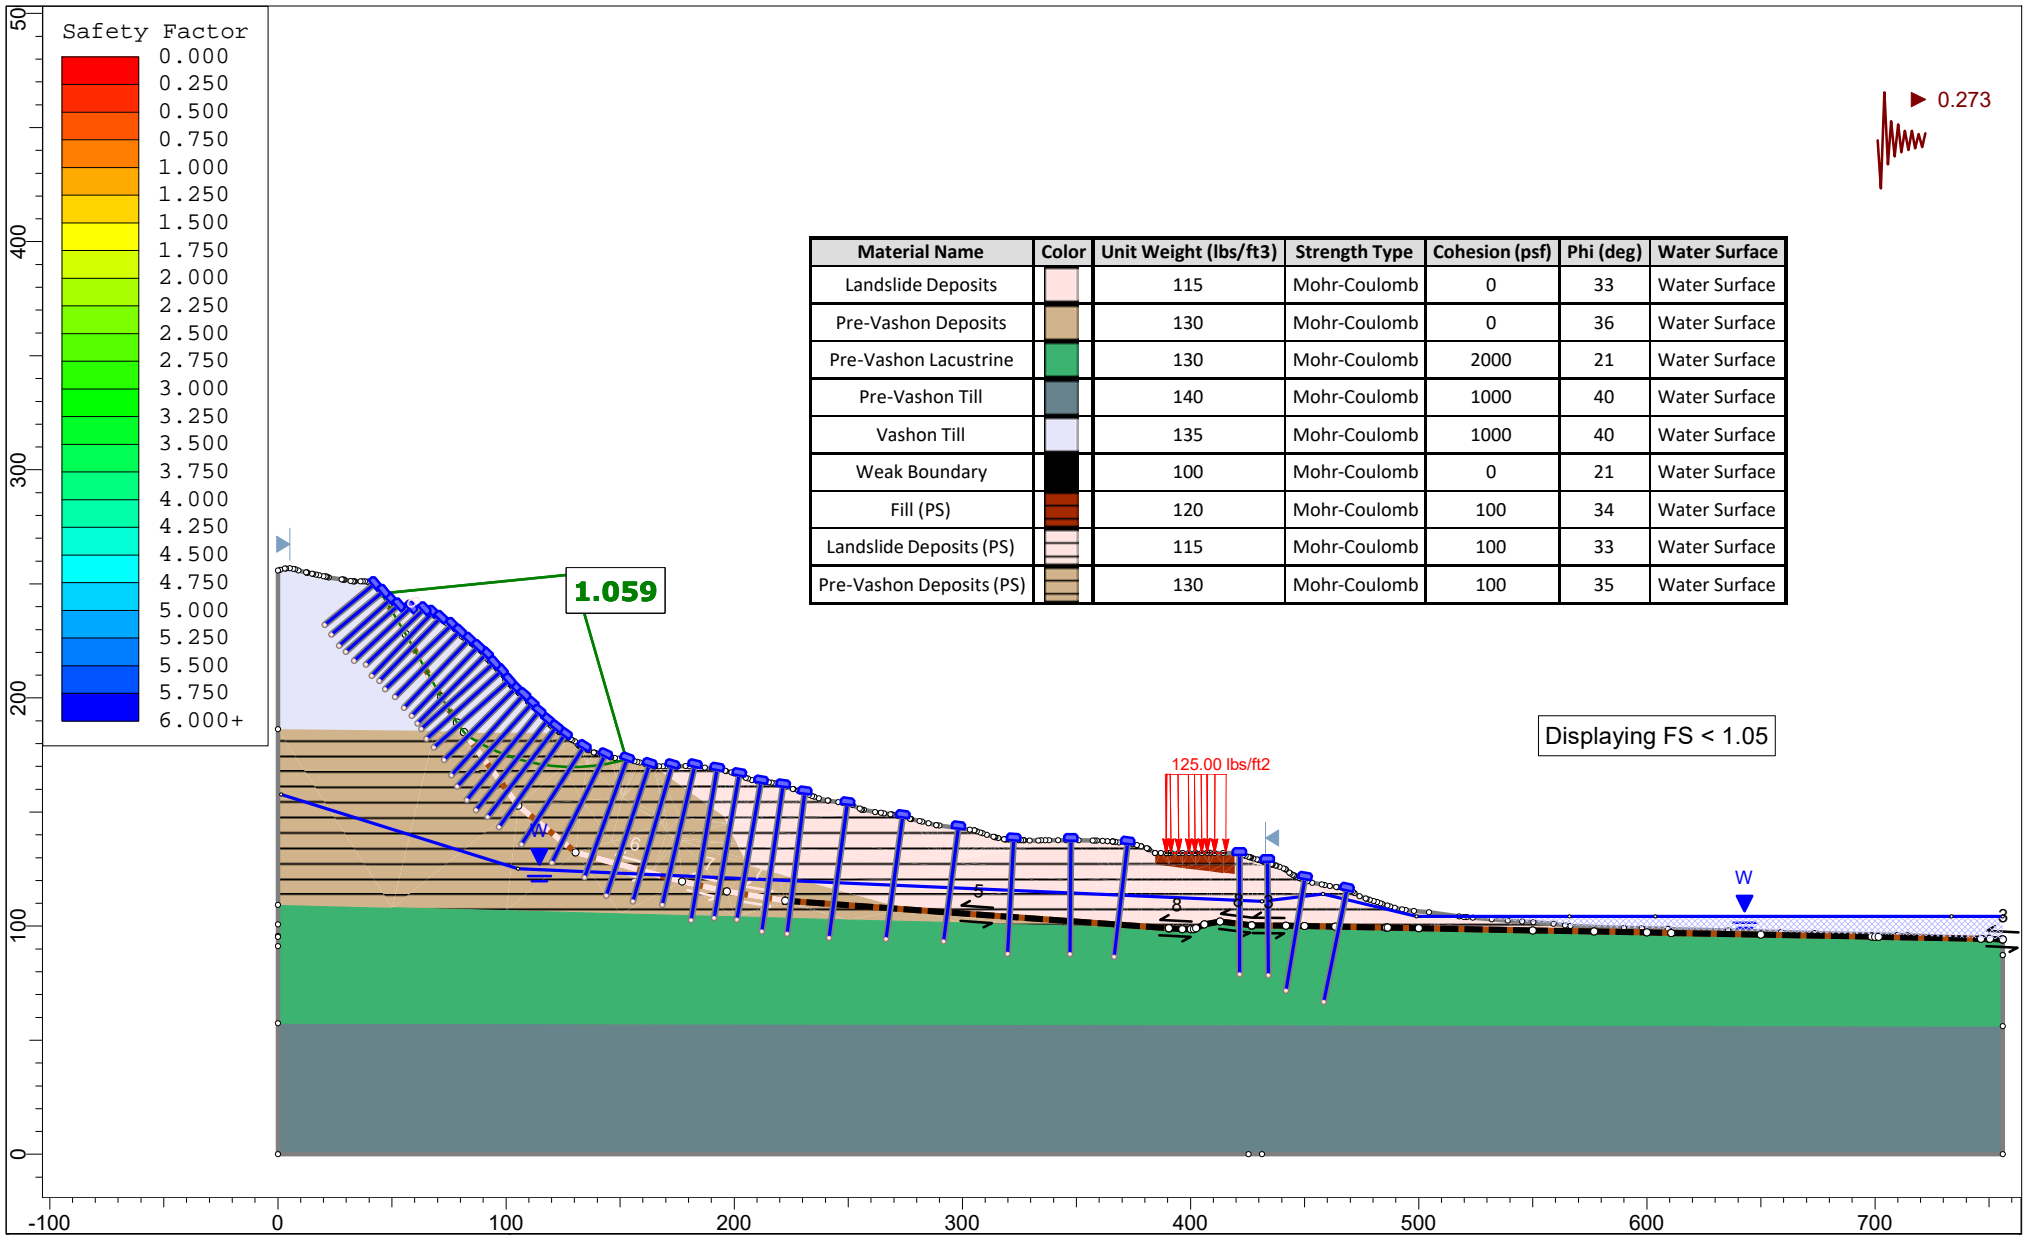 Safety Factor
0.000
0.250
0.500
0.750
1.000
1.250
1.500
1.750
2.000
2.250
2.500
2.750
3.000
3.250
3.500
3.750
4.000
4.250
4.500
4.750
5.000
5.250
5.500
5.750
6.000+
0.273
Material Name Color Unit Weight (lbs/ft3) Strength Type Cohesion (psf) Phi (deg) Water Surface
Landslide Deposits 115 Mohr-Coulomb 0 33 Water Surface
Pre-Vashon Deposits 130 Mohr-Coulomb 0 36 Water Surface
Pre-Vashon Lacustrine 130 Mohr-Coulomb 2000 21 Water Surface
Pre-Vashon Till 140 Mohr-Coulomb 1000 40 Water Surface
Vashon Till 135 Mohr-Coulomb 1000 40 Water Surface
Weak Boundary 100 Mohr-Coulomb 0 21 Water Surface
Fill (PS) 120 Mohr-Coulomb 100 34 Water Surface
Landslide Deposits (PS) 115 Mohr-Coulomb 100 33 Water Surface
Pre-Vashon Deposits (PS) 130 Mohr-Coulomb 100 35 Water Surface
1.059
Displaying FS < 1.05
125.00 lbs/ft2
W
W
6
7
5
8
3
3
50
400
300
200
100
0
-100 0 100 200 300 400 500 600 700